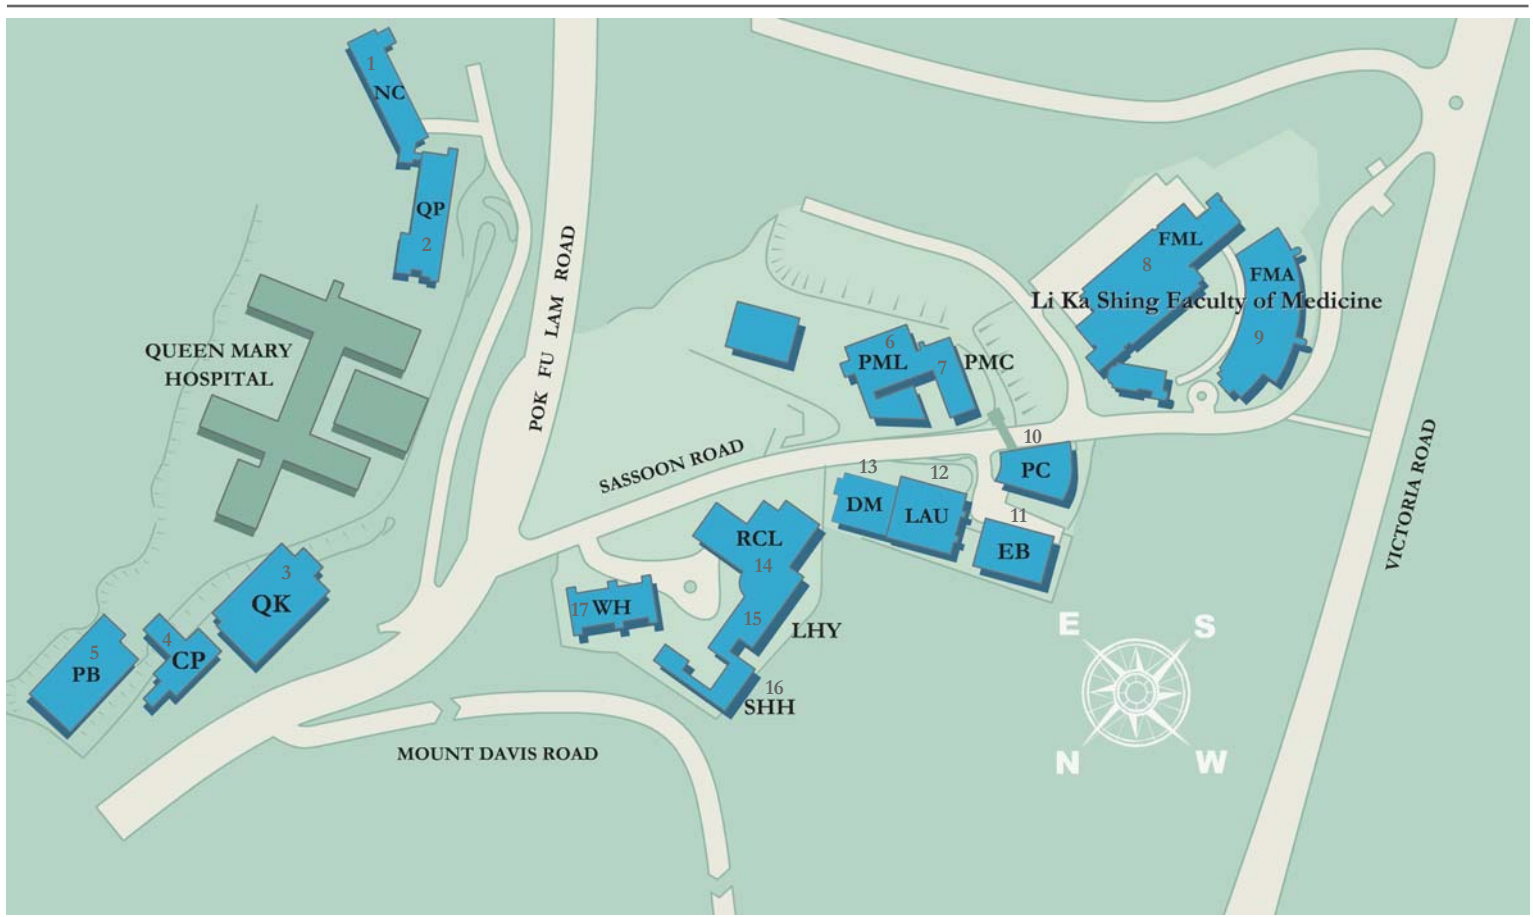 1
NC
QP
2
QUEEN MARY
HOSPITAL
POK FU LAM ROAD
FML
8
FMA
Li Ka Shing Faculty of Medicine
9
6
PML
7
PMC
SASSOON ROAD
10
PC
13
12
DM
LAU
11
EB
VICTORIA ROAD
RCL
14
3
QK
17
WH
15
LHY
4
CP
5
PB
16
SHH
MOUNT DAVIS ROAD
E
S
N
W